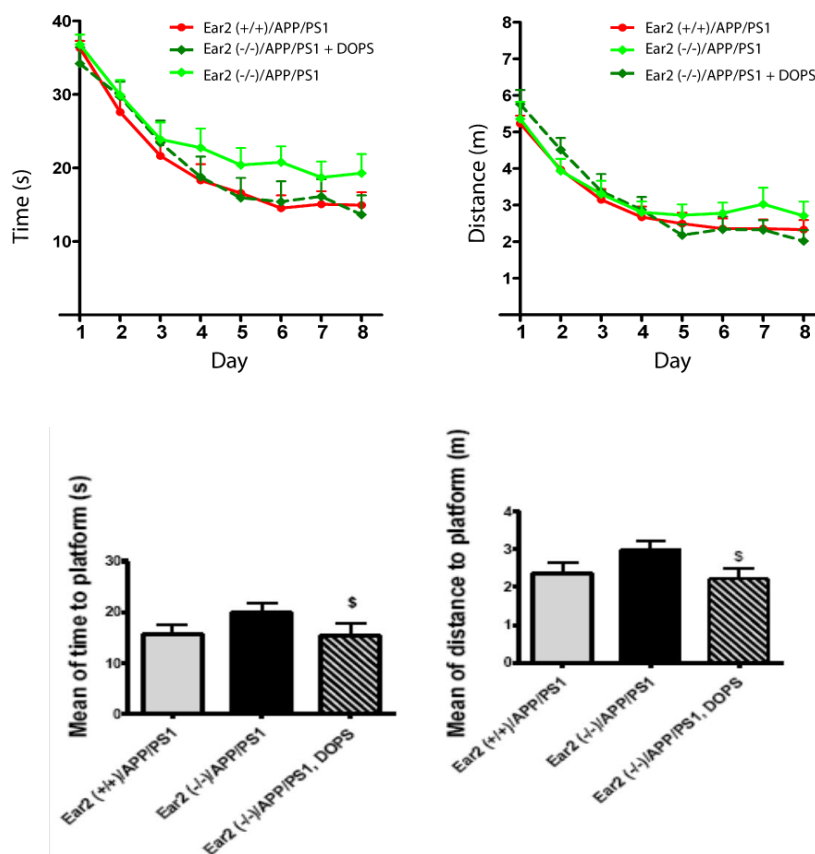 40
30
20
10
Time (s)
1 2 3 4 5 6 7 8
Day
Ear2 (+/+)/APP/PS1
Ear2 (-/-)/APP/PS1 + DOPS
Ear2 (-/-)/APP/PS1
8
7
6
5
4
3
2
1
Distance (m)
1 2 3 4 5 6 7 8
Day
Ear2 (+/+)/APP/PS1
Ear2 (-/-)/APP/PS1
Ear2 (-/-)/APP/PS1 + DOPS
Mean of time to platform (s)
30
20
10
0
$
Ear2 (+/+)/APP/PS1
Ear2 (-/-)/APP/PS1
Ear2 (-/-)/APP/PS1, DOPS
Mean of distance to platform (m)
4
3
2
1
0
$
Ear2 (+/+)/APP/PS1
Ear2 (-/-)/APP/PS1
Ear2 (-/-)/APP/PS1, DOPS